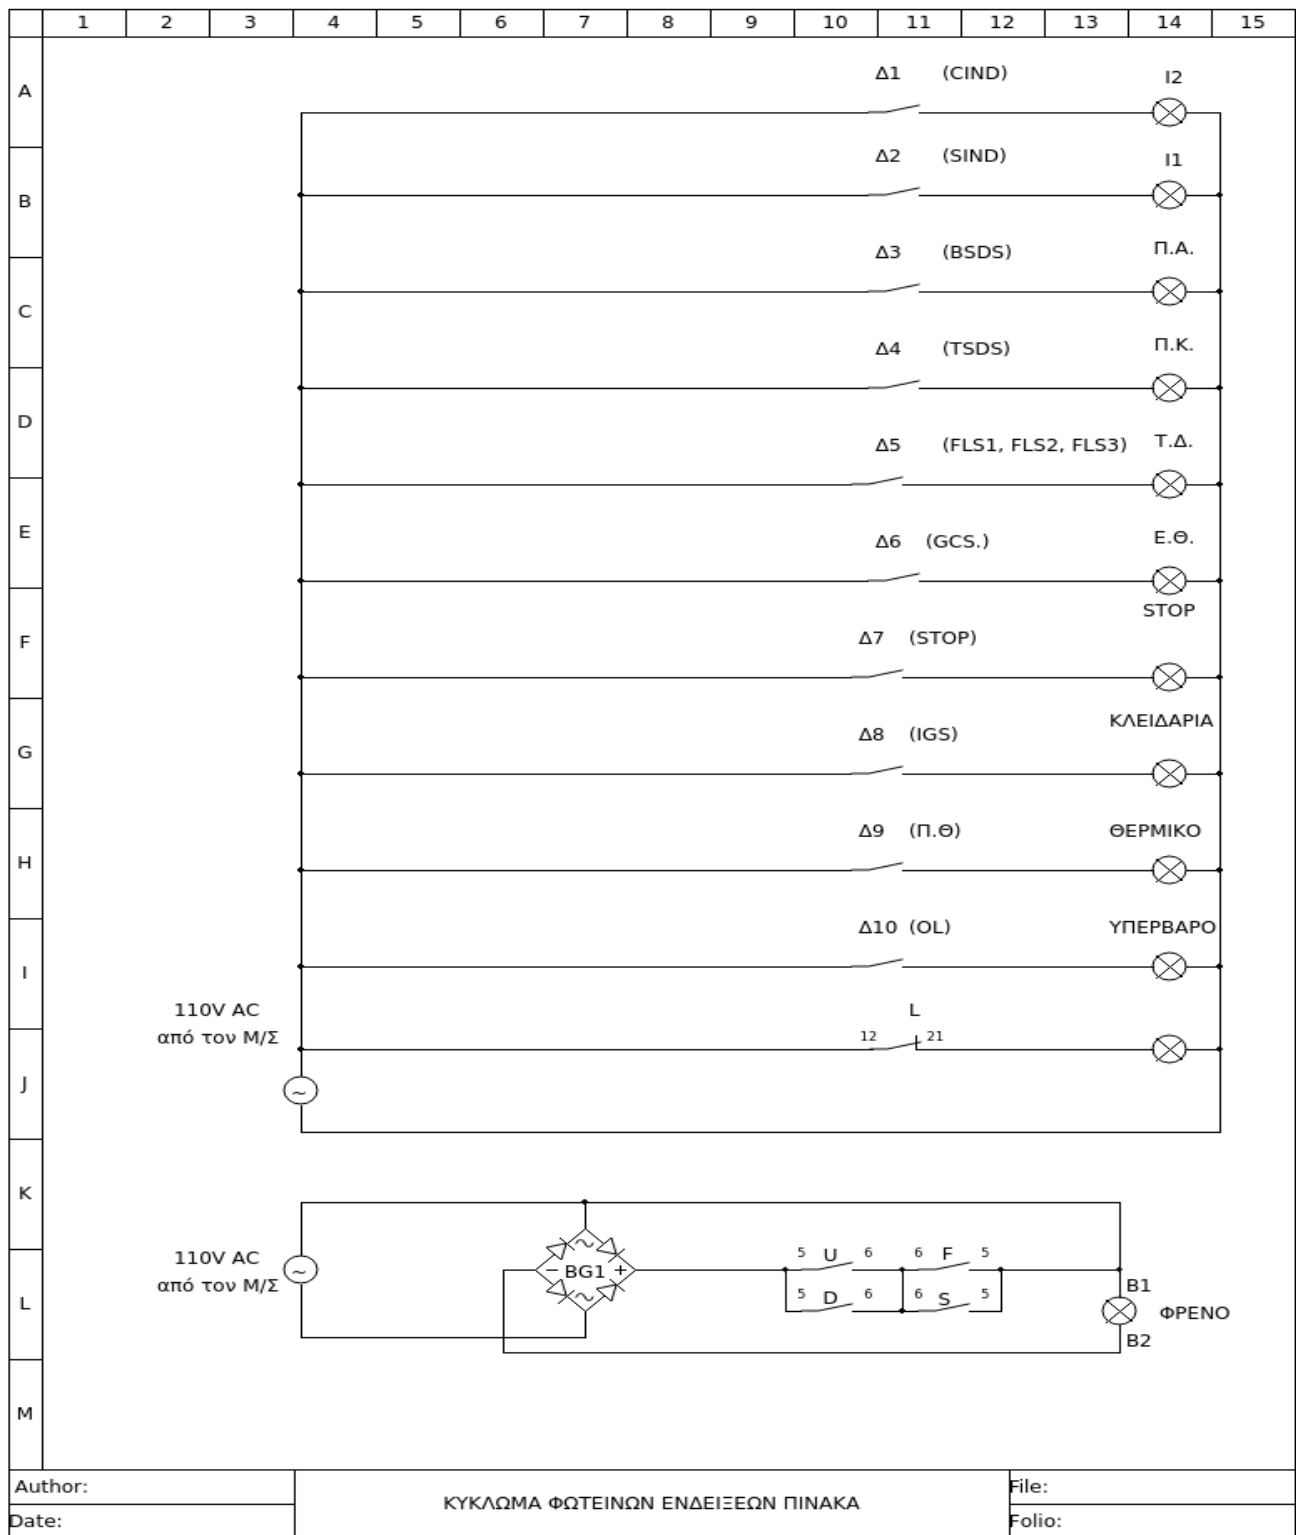 1 2 3 4 5 6 7 8 9 10 11 12 13 14 15
A
Δ1 (CIND) I2
Δ2 (SIND) I1
B
Δ3 (BSDS) Π.Α.
C
Δ4 (TSDS) Π.Κ.
D
Δ5 (FLS1, FLS2, FLS3) Τ.Δ.
E
Δ6 (GCS.) Ε.Θ.
STOP
F
Δ7 (STOP)
ΚΛΕΙΔΑΡΙΑ
G
Δ8 (IGS)
Δ9 (Π.Θ) ΘΕΡΜΙΚΟ
H
Δ10 (OL) ΥΠΕΡΒΑΡΟ
I
110V AC
L
από τον Μ/Σ
12 21
J
~
K
110V AC
5 U 6 6 F 5
~
BG1
- +
~
~
από τον Μ/Σ
B1
5 D 6 6 S 5
L
ΦΡΕΝΟ
B2
M
Author:
Date:
ΚΥΚΛΩΜΑ ΦΩΤΕΙΝΩΝ ΕΝΔΕΙΞΕΩΝ ΠΙΝΑΚΑ
File:
Folio: